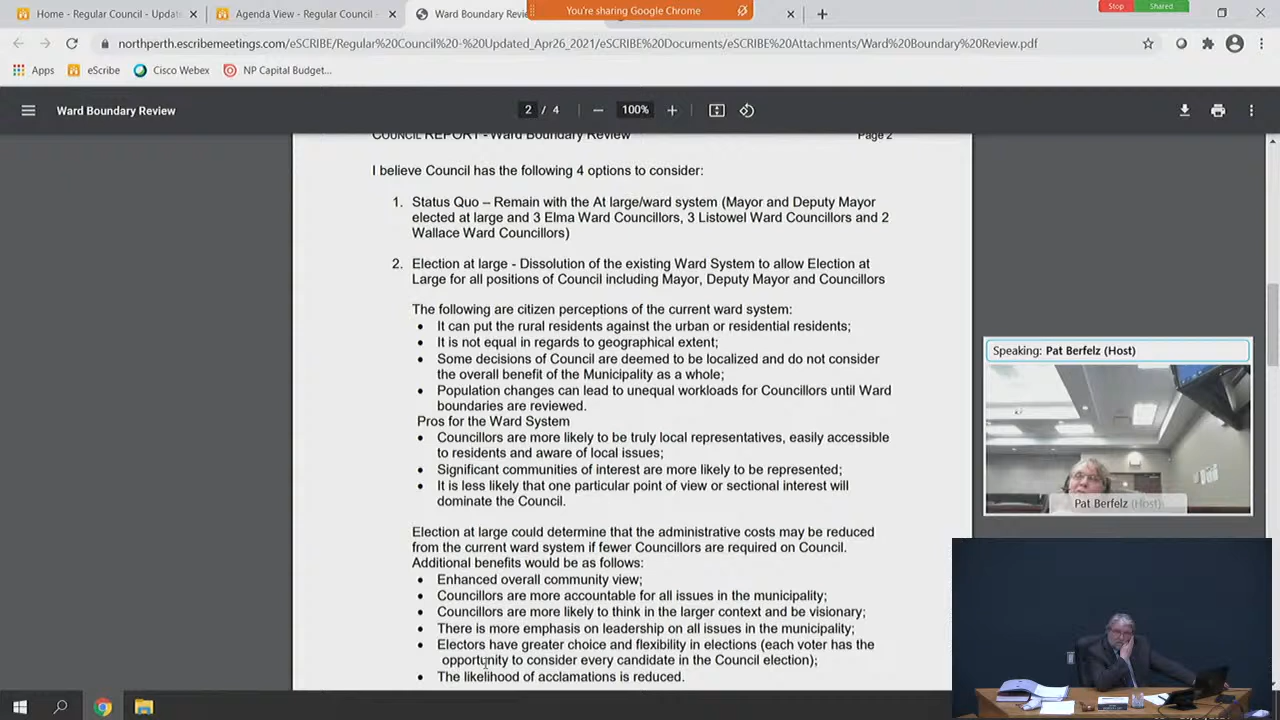 Home - Regular Council - Updat
Agenda View - Regular Council -
Ward Boundary Revie
You're sharing Google Chrome
Stop
Shared
northperth.escribemeetings.com/eSCRIBE/Regular%20Council%20-%20Updated_Apr26_2021/eSCRIBE%20Documents/eSCRIBE%20Attachments/Ward%20Boundary%20Review.pdf
Apps
eScribe
Cisco Webex
NP Capital Budget...
Ward Boundary Review
2 / 4
100%
COUNCIL REPORT - Ward Boundary Review Page 2
I believe Council has the following 4 options to consider:
1. Status Quo – Remain with the At large/ward system (Mayor and Deputy Mayor
elected at large and 3 Elma Ward Councillors, 3 Listowel Ward Councillors and 2
Wallace Ward Councillors)
2. Election at large - Dissolution of the existing Ward System to allow Election at
Large for all positions of Council including Mayor, Deputy Mayor and Councillors
The following are citizen perceptions of the current ward system:
• It can put the rural residents against the urban or residential residents;
• It is not equal in regards to geographical extent;
• Some decisions of Council are deemed to be localized and do not consider
the overall benefit of the Municipality as a whole;
• Population changes can lead to unequal workloads for Councillors until Ward
boundaries are reviewed.
Pros for the Ward System
• Councillors are more likely to be truly local representatives, easily accessible
to residents and aware of local issues;
• Significant communities of interest are more likely to be represented;
• It is less likely that one particular point of view or sectional interest will
dominate the Council.
Election at large could determine that the administrative costs may be reduced
from the current ward system if fewer Councillors are required on Council.
Additional benefits would be as follows:
• Enhanced overall community view;
• Councillors are more accountable for all issues in the municipality;
• Councillors are more likely to think in the larger context and be visionary;
• There is more emphasis on leadership on all issues in the municipality;
• Electors have greater choice and flexibility in elections (each voter has the
opportunity to consider every candidate in the Council election);
• The likelihood of acclamations is reduced.
Speaking: Pat Berfelz (Host)
Pat Berfelz (Host)